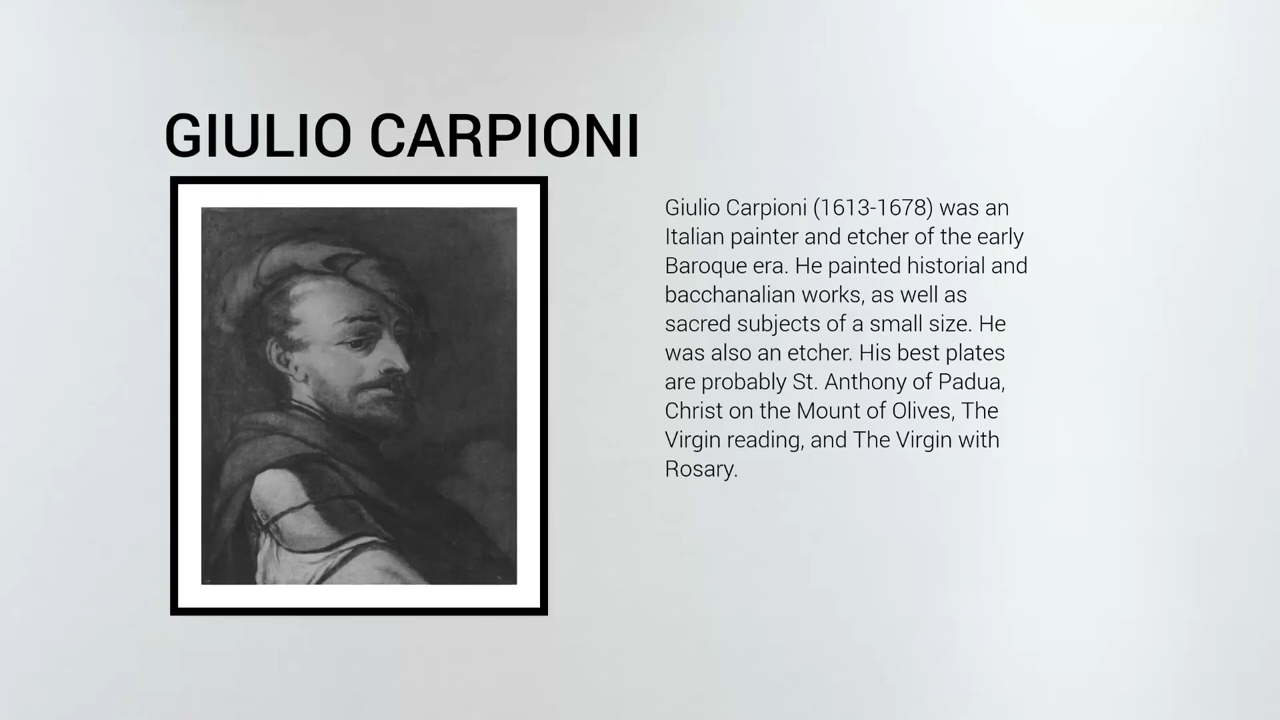 GIULIO CARPIONI
Giulio Carpioni (1613-1678) was an
Italian painter and etcher of the early
Baroque era. He painted historial and
bacchanalian works, as well as
sacred subjects of a small size. He
was also an etcher. His best plates
are probably St. Anthony of Padua,
Christ on the Mount of Olives, The
Virgin reading, and The Virgin with
Rosary.